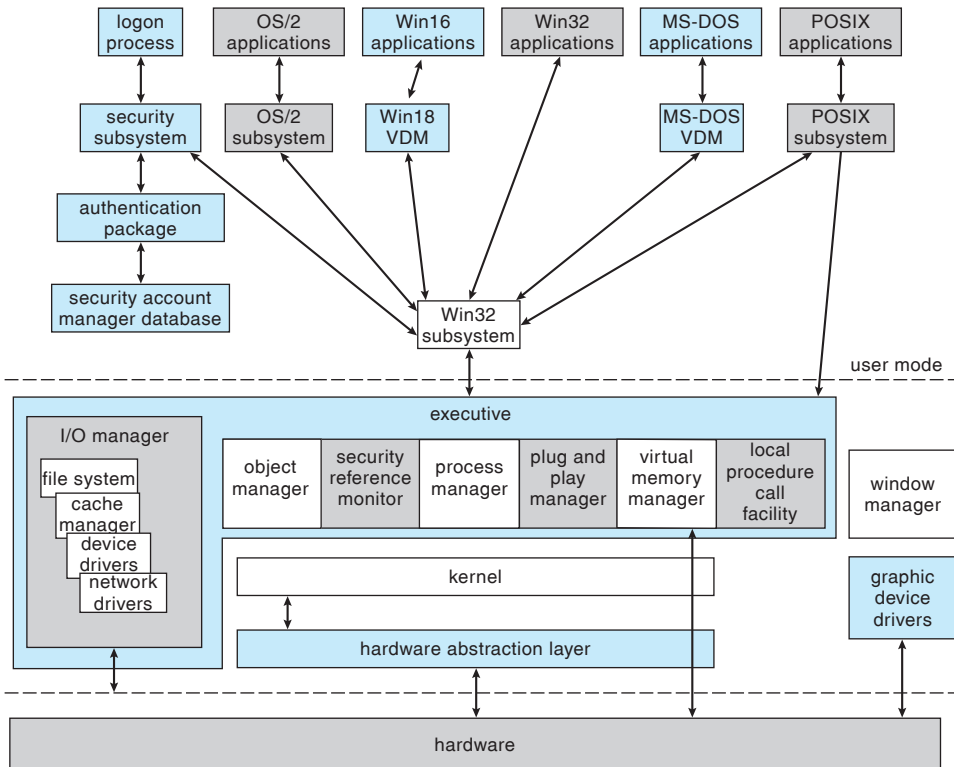 logon
process
OS/2
applications
Win16
applications
Win32
applications
MS-DOS
applications
POSIX
applications
security
subsystem
OS/2
subsystem
Win18
VDM
MS-DOS
VDM
POSIX
subsystem
authentication
package
security account
manager database
Win32
subsystem
user mode
executive
I/O manager
file system
cache
manager
device
drivers
network
drivers
object
manager
security
reference
monitor
process
manager
plug and
play
manager
virtual
memory
manager
local
procedure
call
facility
window
manager
kernel
graphic
device
drivers
hardware abstraction layer
hardware